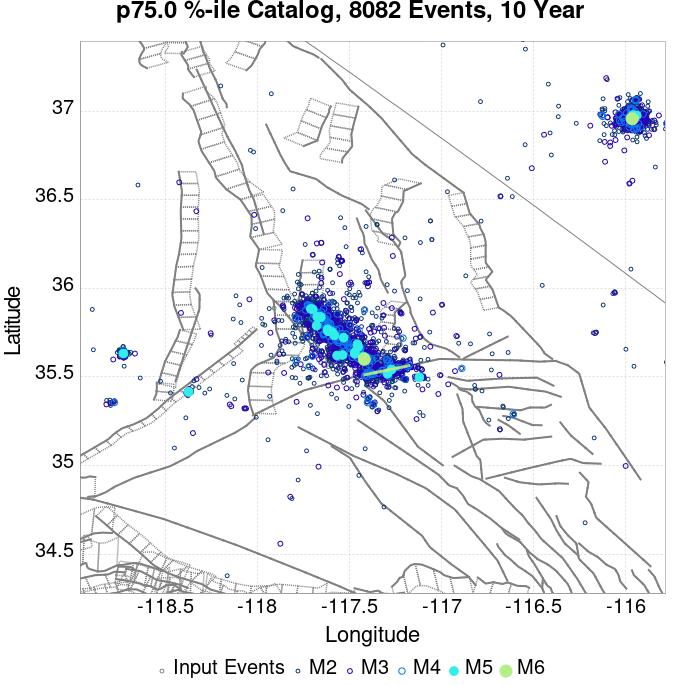 p75.0 %-ile Catalog, 8082 Events, 10 Year
37
36.5
36
35.5
35
34.5
Latitude
-118.5 -118 -117.5 -117 -116.5 -116
Longitude
Input Events M2 M3 M4 M5 M6